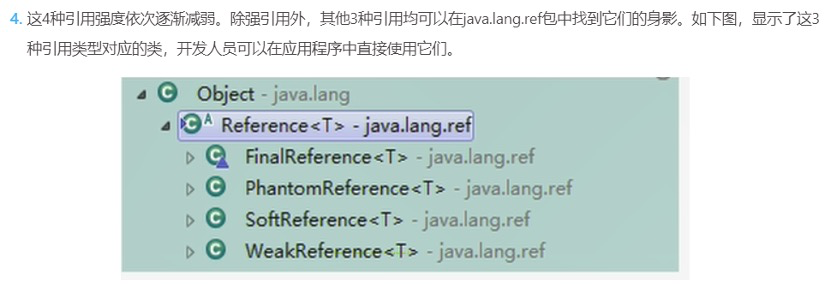 4. 这4种引用强度依次逐渐减弱。除强引用外，其他3种引用均可以在java.lang.ref包中找到它们的身影。如下图，显示了这3
种引用类型对应的类，开发人员可以在应用程序中直接使用它们。
Object - java.lang
Reference<T> - java.lang.ref
FinalReference<T> - java.lang.ref
PhantomReference<T> - java.lang.ref
SoftReference<T> - java.lang.ref
WeakReference<T> - java.lang.ref